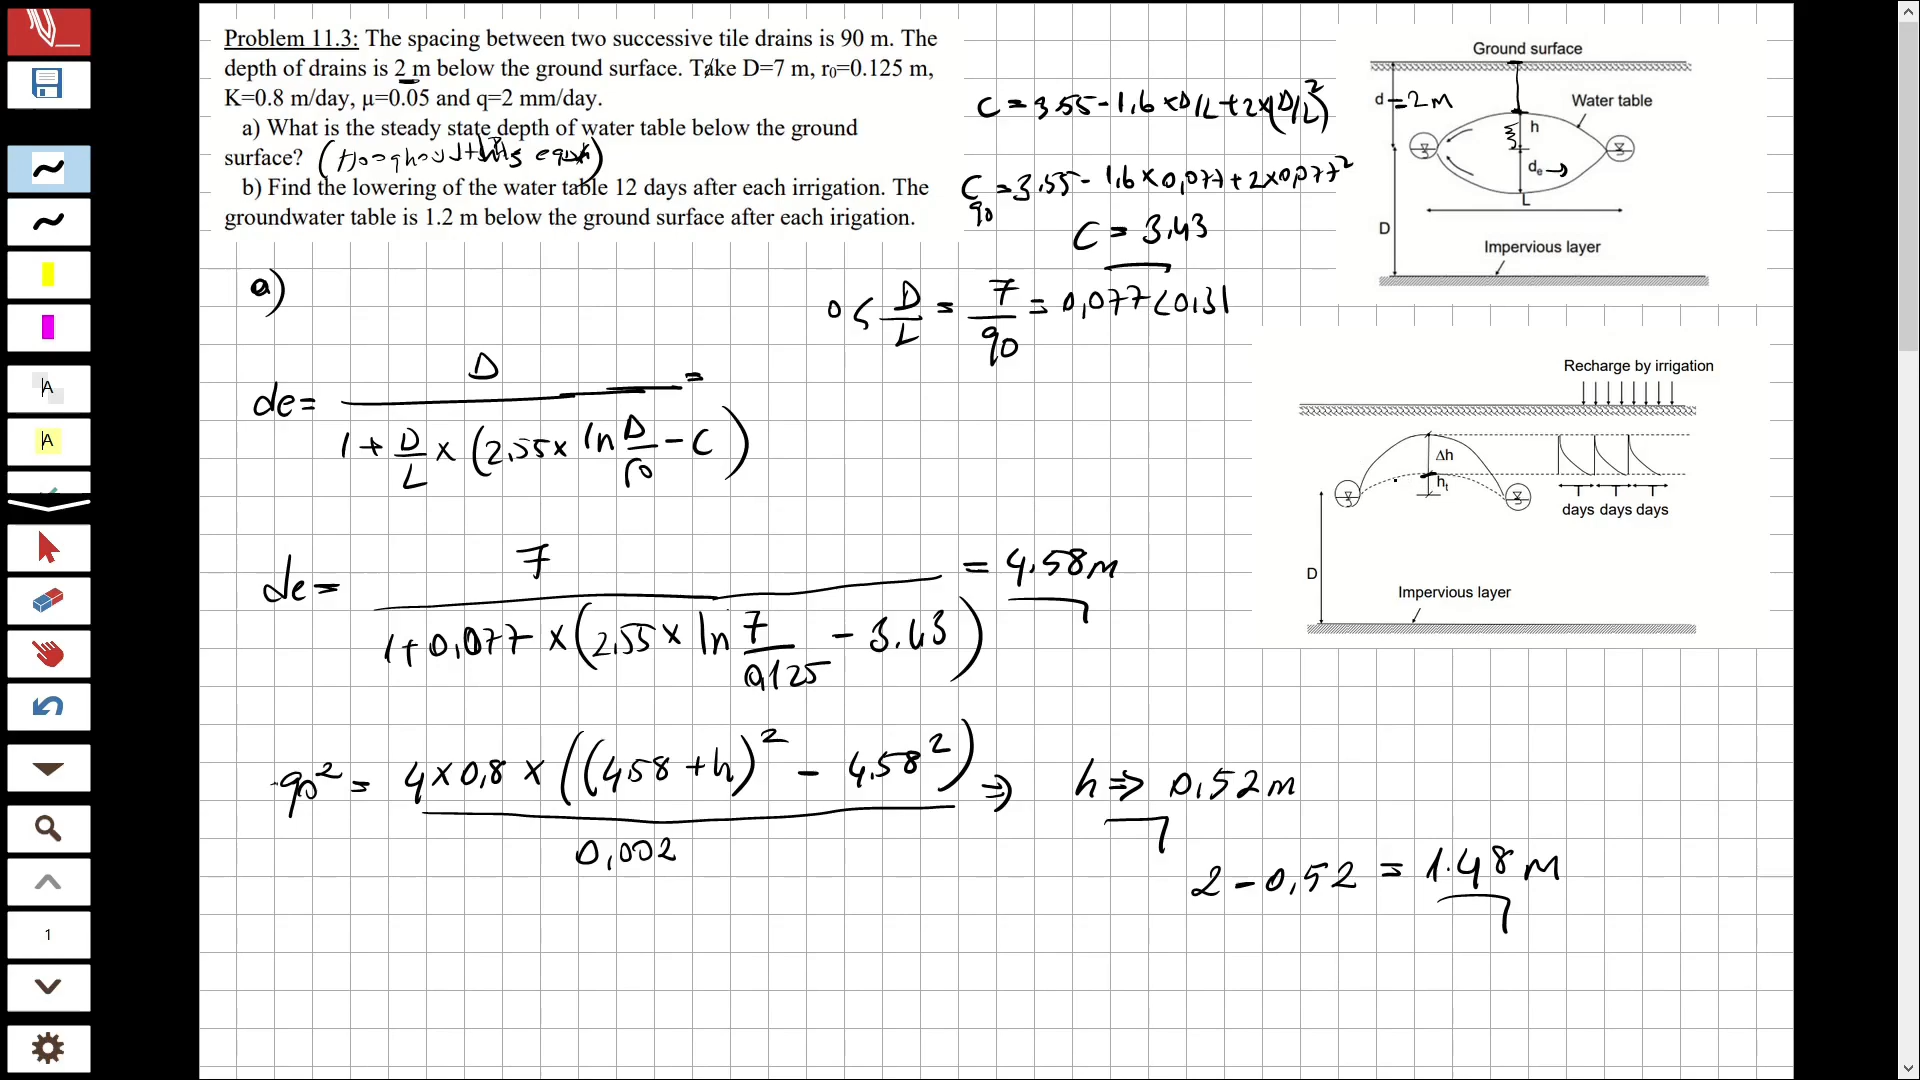 Problem 11.3: The spacing between two successive tile drains is 90 m. The
depth of drains is 2 m below the ground surface. Take D=7 m, r0=0.125 m,
K=0.8 m/day, μ=0.05 and q=2 mm/day.
a) What is the steady state depth of water table below the ground
surface? (
b) Find the lowering of the water table 12 days after each irrigation. The
groundwater table is 1.2 m below the ground surface after each irigation.
C = 3.55 - 1,6 x D/L + 2 x (D/L)²
C = 3.55 - 1,6 x 0,077 + 2 x 0,077²
90
C = 3.43
Ground surface
d = 2 m
Water table
h
de
L
D
Impervious layer
a)
0 < D/L = 7/90 = 0,077 < 0.31
de = D / (1 + D/L x (2.55 x ln D/r0 - C)) =
Recharge by irrigation
Δh
ht
T T T
days days days
D
Impervious layer
de = 7 / (1 + 0,077 x (2.55 x ln 7/0,125 - 3.43)) = 4.58 m
90² = 4 x 0,8 x ((4.58 + h)² - 4.58²) / 0,002 ⇒ h ⇒ 0,52 m
2 - 0,52 = 1.48 m
A
A
1